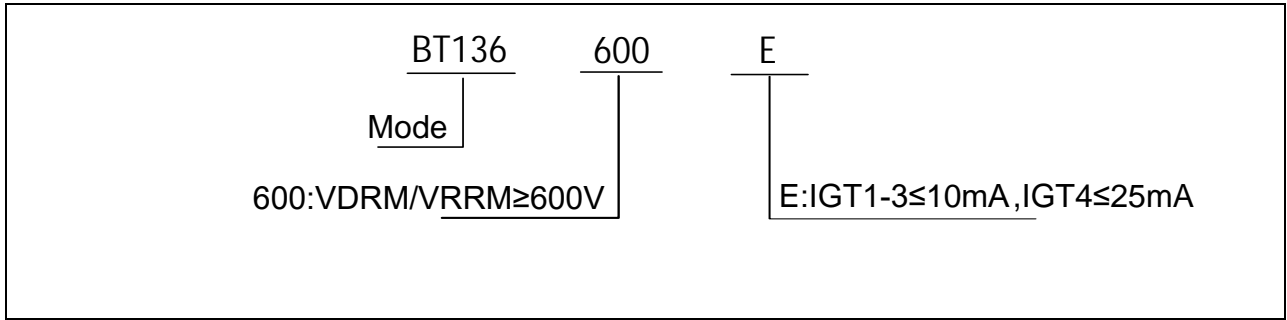 BT136 600 E
Mode
600:VDRM/VRRM≥600V E:IGT1-3≤10mA,IGT4≤25mA